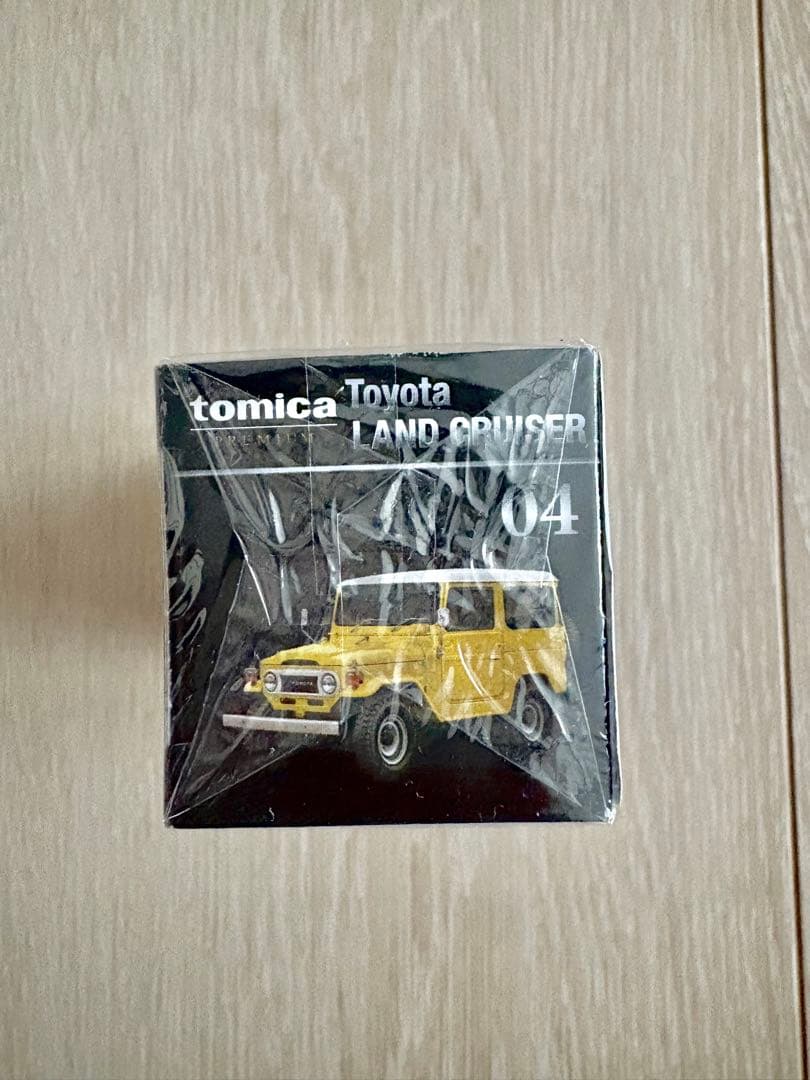 tomica
PREMIUM
Toyota
LAND CRUISER
04
TOYOTA